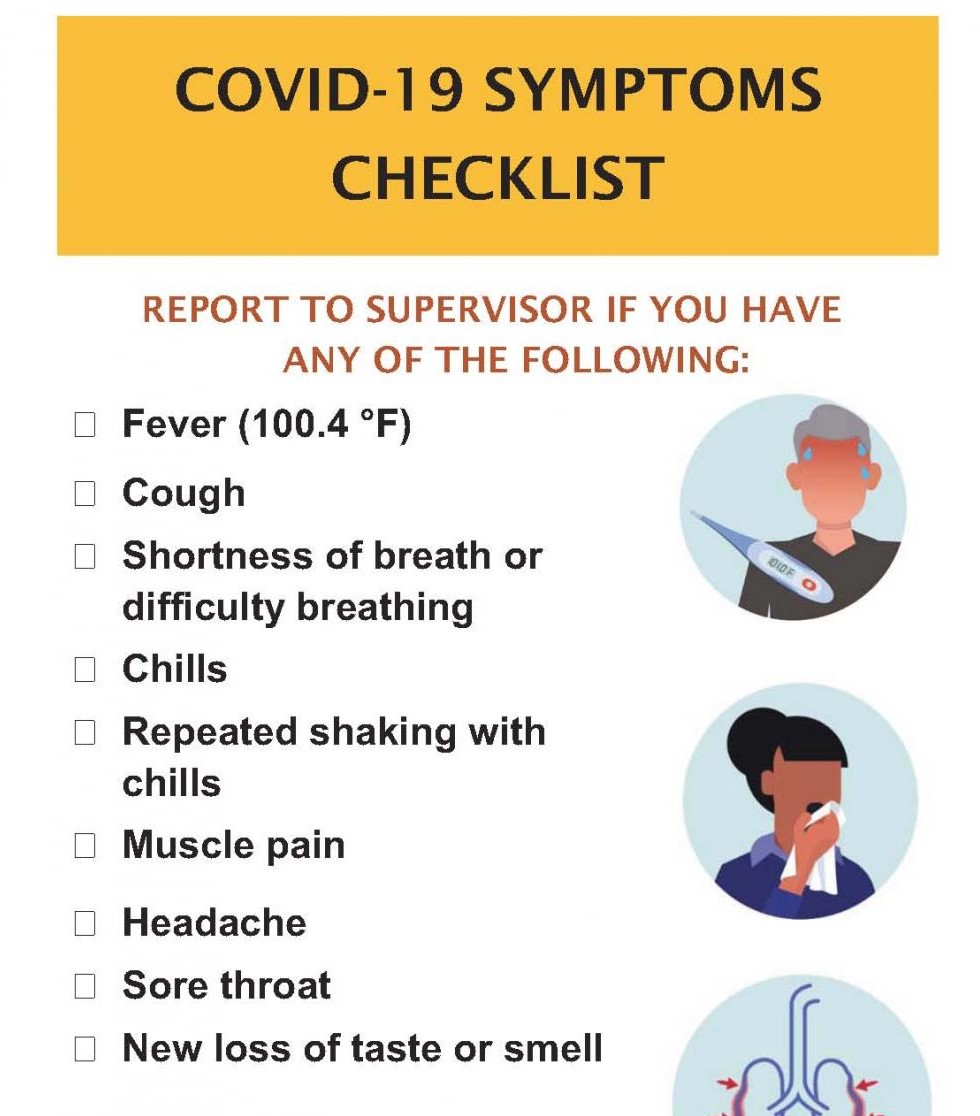 COVID-19 SYMPTOMS
CHECKLIST
REPORT TO SUPERVISOR IF YOU HAVE
ANY OF THE FOLLOWING:
Fever (100.4 °F)
Cough
Shortness of breath or
difficulty breathing
Chills
Repeated shaking with
chills
Muscle pain
Headache
Sore throat
New loss of taste or smell